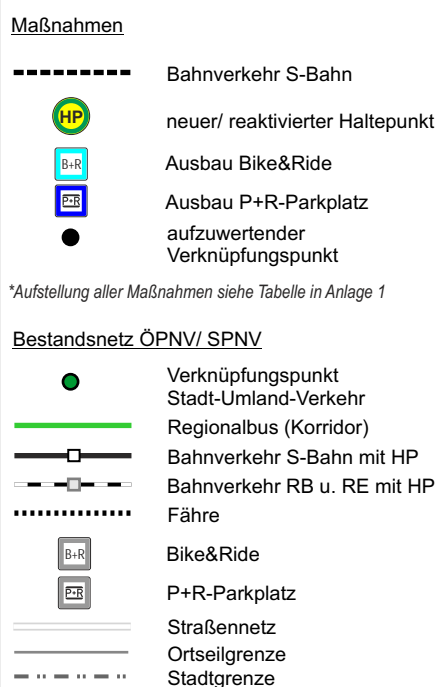 Maßnahmen
Bahnverkehr S-Bahn
HP
neuer/ reaktivierter Haltepunkt
B+R
Ausbau Bike&Ride
P+R
Ausbau P+R-Parkplatz
aufzuwertender
Verknüpfungspunkt
*Aufstellung aller Maßnahmen siehe Tabelle in Anlage 1
Bestandsnetz ÖPNV/ SPNV
Verknüpfungspunkt
Stadt-Umland-Verkehr
Regionalbus (Korridor)
Bahnverkehr S-Bahn mit HP
Bahnverkehr RB u. RE mit HP
Fähre
B+R
Bike&Ride
P+R
P+R-Parkplatz
Straßennetz
Ortseilgrenze
Stadtgrenze